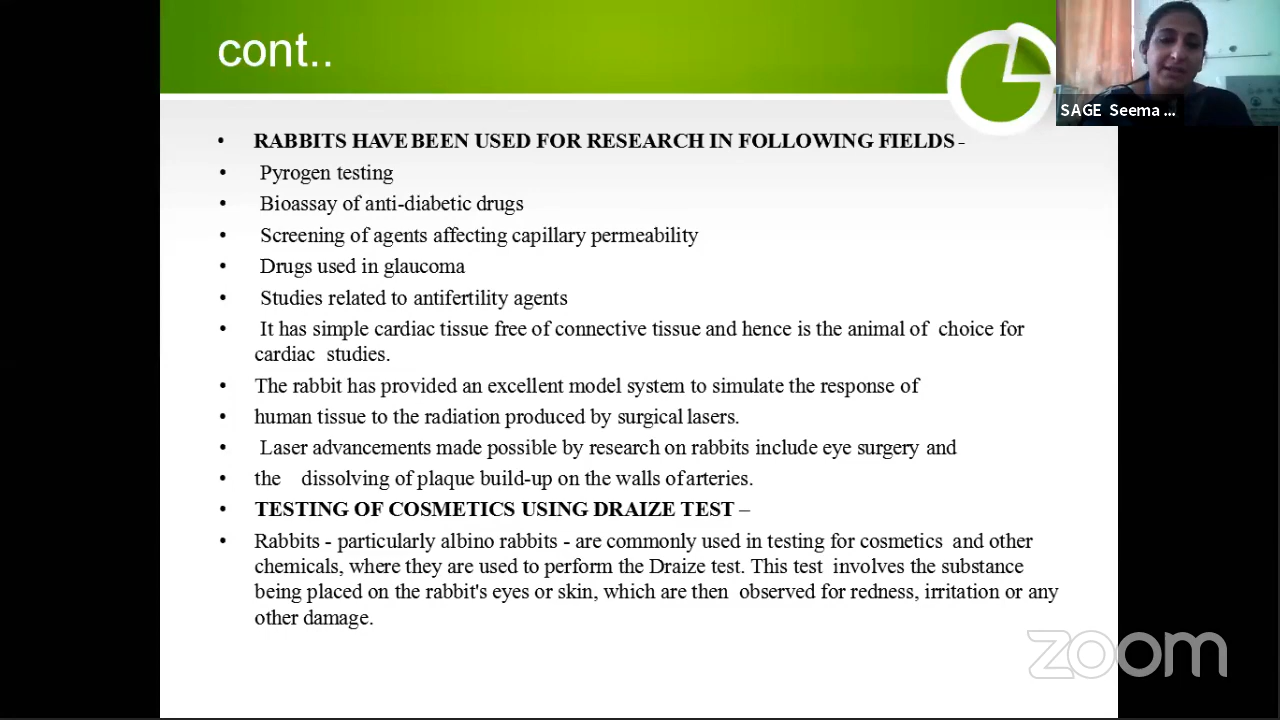 cont..
SAGE Seema ...
• RABBITS HAVE BEEN USED FOR RESEARCH IN FOLLOWING FIELDS -
• Pyrogen testing
• Bioassay of anti-diabetic drugs
• Screening of agents affecting capillary permeability
• Drugs used in glaucoma
• Studies related to antifertility agents
• It has simple cardiac tissue free of connective tissue and hence is the animal of choice for
cardiac studies.
• The rabbit has provided an excellent model system to simulate the response of
• human tissue to the radiation produced by surgical lasers.
• Laser advancements made possible by research on rabbits include eye surgery and
• the dissolving of plaque build-up on the walls of arteries.
• TESTING OF COSMETICS USING DRAIZE TEST –
• Rabbits - particularly albino rabbits - are commonly used in testing for cosmetics and other
chemicals, where they are used to perform the Draize test. This test involves the substance
being placed on the rabbit's eyes or skin, which are then observed for redness, irritation or any
other damage.
zoom